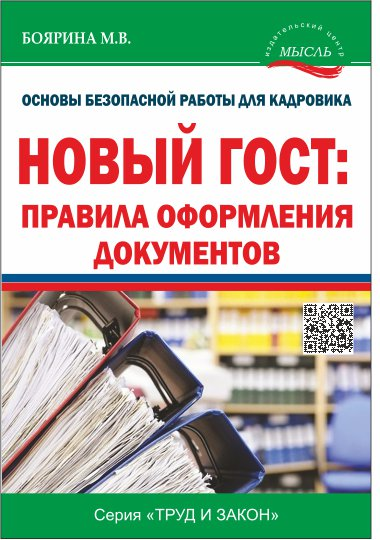 БОЯРИНА М.В.
издательский центр
МЫСЛЬ
ОСНОВЫ БЕЗОПАСНОЙ РАБОТЫ ДЛЯ КАДРОВИКА
НОВЫЙ ГОСТ:
ПРАВИЛА ОФОРМЛЕНИЯ
ДОКУМЕНТОВ
Серия «ТРУД И ЗАКОН»